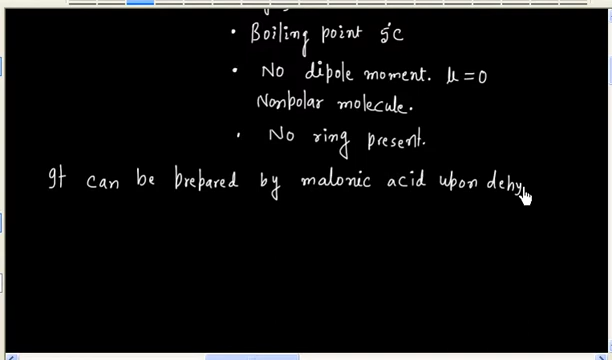 • Boiling point 5°C
• No dipole moment. μ = 0
Nonpolar molecule.
• No ring present.
It can be prepared by malonic acid upon dehy